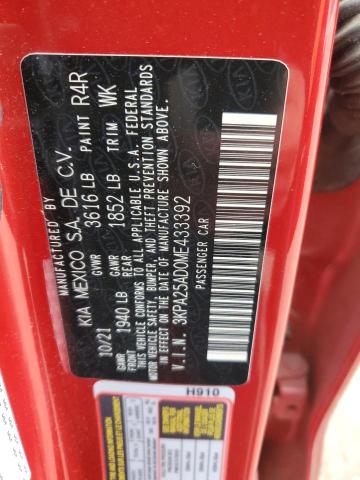 MANUFACTURED BY
KIA MEXICO S.A. DE C.V.
10/21 GVWR 3616 LB PAINT R4R
GAWR FRONT 1940 LB GAWR REAR 1852 LB TRIM WK
THIS VEHICLE CONFORMS TO ALL APPLICABLE U.S.A. FEDERAL
MOTOR VEHICLE SAFETY, BUMPER, AND THEFT PREVENTION STANDARDS
IN EFFECT ON THE DATE OF MANUFACTURE SHOWN ABOVE.
V.I.N. 3KPA25AD0ME433392
PASSENGER CAR
H910